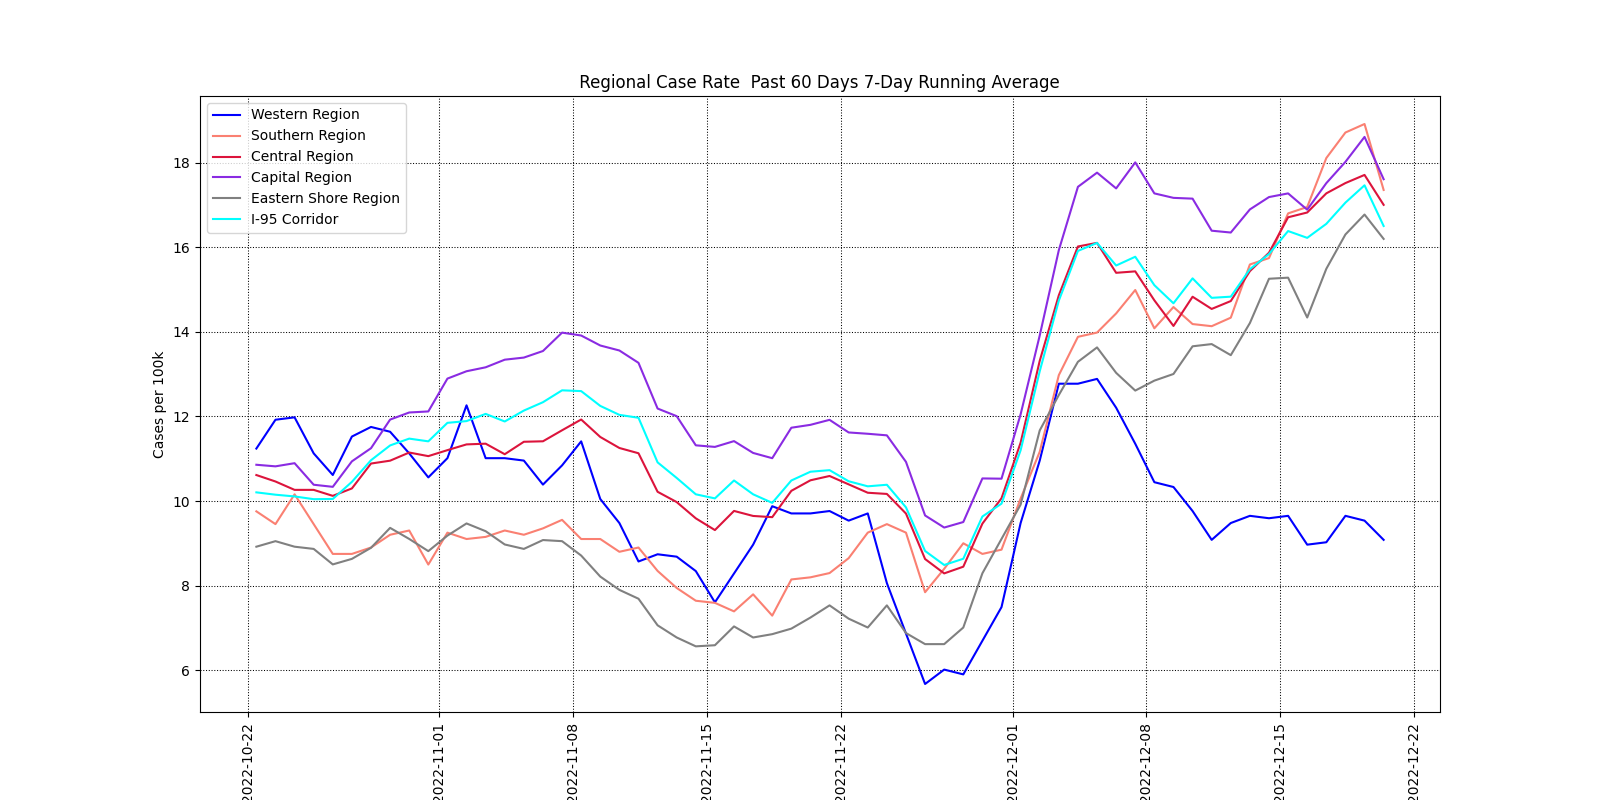 Regional Case Rate  Past 60 Days 7-Day Running Average
Western Region
Southern Region
Central Region
Capital Region
Eastern Shore Region
I-95 Corridor
Cases per 100k
18
16
14
12
10
8
6
2022-10-22
2022-11-01
2022-11-08
2022-11-15
2022-11-22
2022-12-01
2022-12-08
2022-12-15
2022-12-22